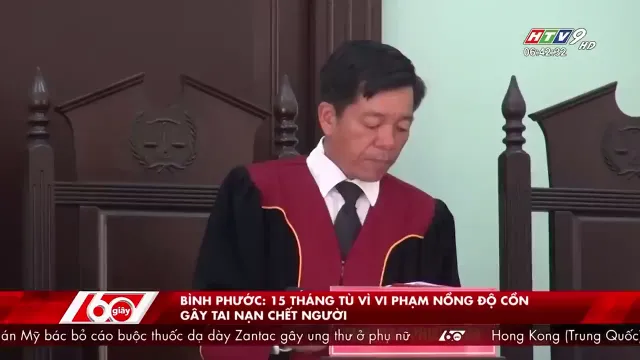 HTV9 HD
06:42:32
60 giây
BÌNH PHƯỚC: 15 THÁNG TÙ VÌ VI PHẠM NỒNG ĐỘ CỒN
GÂY TAI NẠN CHẾT NGƯỜI
án Mỹ bác bỏ cáo buộc thuốc dạ dày Zantac gây ung thư ở phụ nữ 60giây Hong Kong (Trung Quốc)